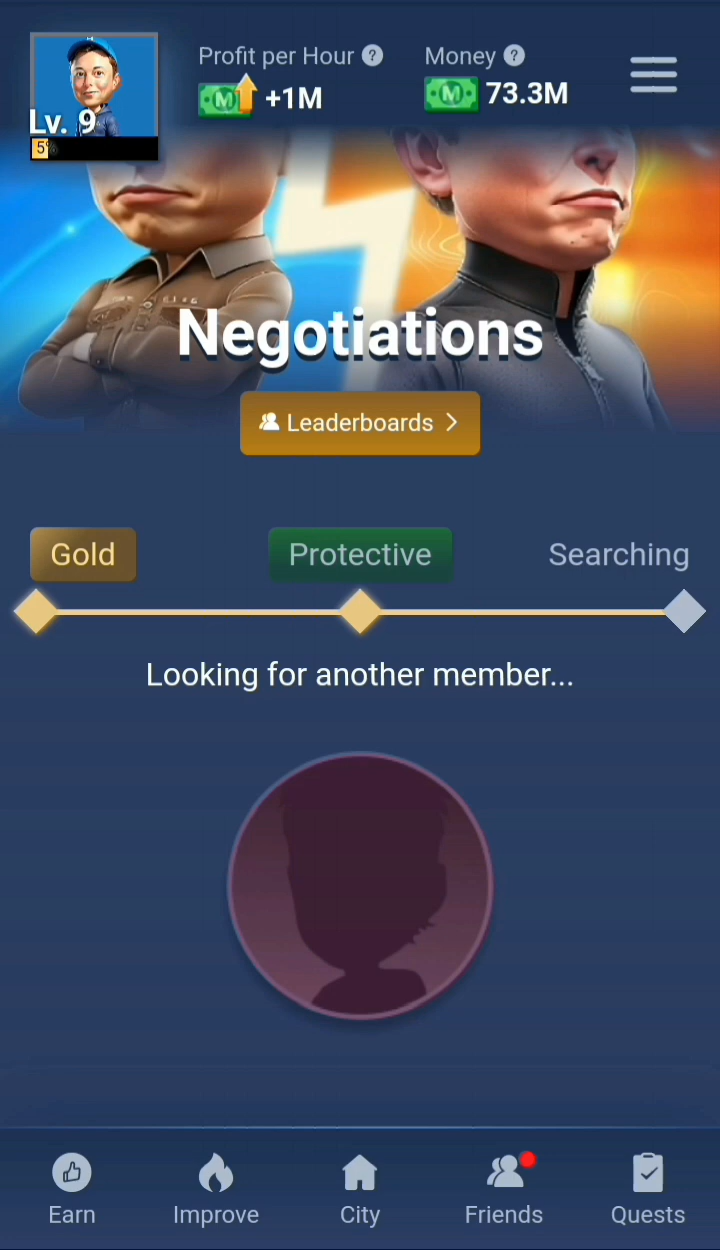 Profit per Hour ?
Money ?
+1M
73.3M
Lv. 9
Negotiations
Leaderboards
Gold
Protective
Searching
Looking for another member...
Earn
Improve
City
Friends
Quests